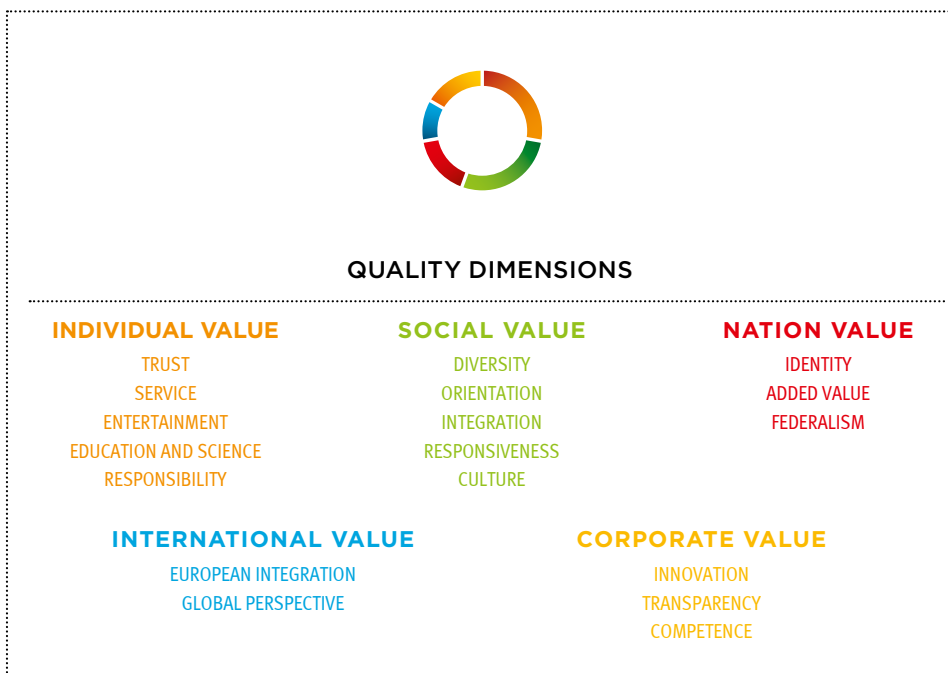 QUALITY DIMENSIONS
INDIVIDUAL VALUE
TRUST
SERVICE
ENTERTAINMENT
EDUCATION AND SCIENCE
RESPONSIBILITY
SOCIAL VALUE
DIVERSITY
ORIENTATION
INTEGRATION
RESPONSIVENESS
CULTURE
NATION VALUE
IDENTITY
ADDED VALUE
FEDERALISM
INTERNATIONAL VALUE
EUROPEAN INTEGRATION
GLOBAL PERSPECTIVE
CORPORATE VALUE
INNOVATION
TRANSPARENCY
COMPETENCE